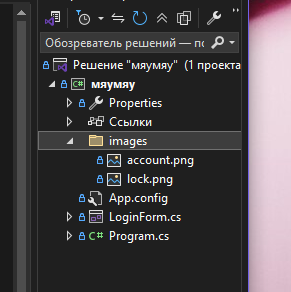 Обозреватель решений — по
Решение "мяумяу" (1 проекта
мяумяу
Properties
Ссылки
images
account.png
lock.png
App.config
LoginForm.cs
C# Program.cs